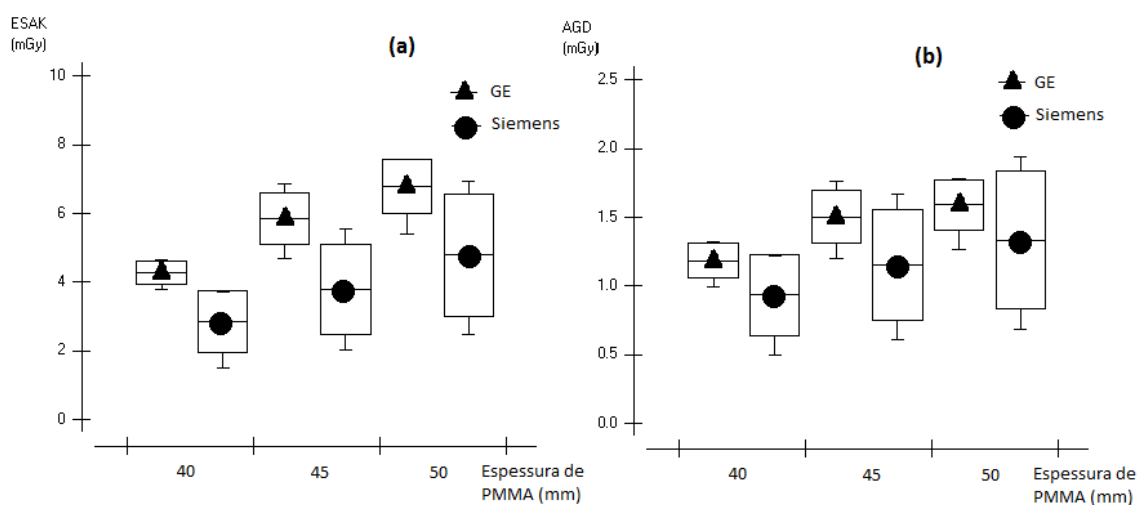 ESAK
(mGy)
(a)
GE
Siemens
10
8
6
4
2
0
40
45
50
Espessura de
PMMA (mm)
AGD
(mGy)
(b)
GE
Siemens
2.5
2.0
1.5
1.0
0.5
0.0
40
45
50
Espessura de
PMMA (mm)